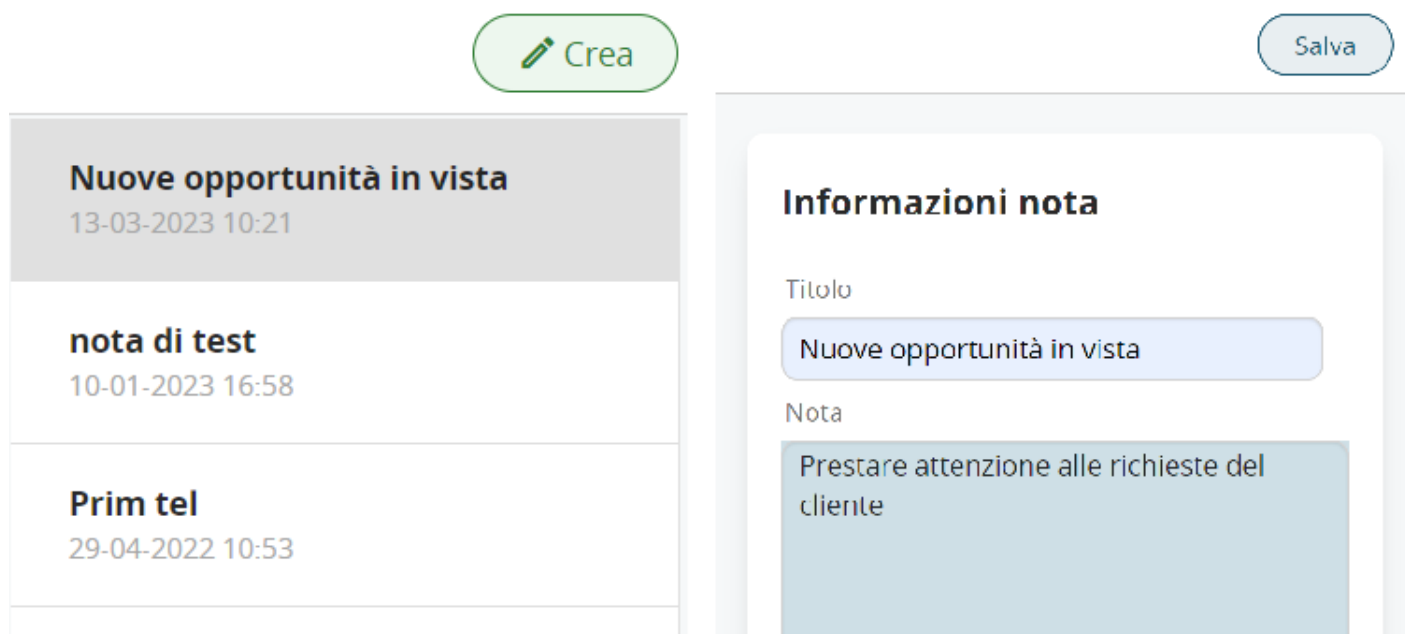 Crea
Nuove opportunità in vista
13-03-2023 10:21
nota di test
10-01-2023 16:58
Prim tel
29-04-2022 10:53
Salva
Informazioni nota
Titolo
Nuove opportunità in vista
Nota
Prestare attenzione alle richieste del
cliente